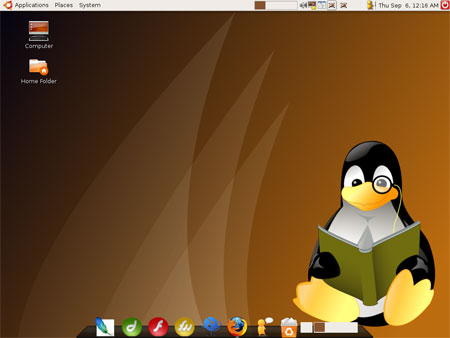 Applications Places System Thu Sep 6, 12:16 AM
Computer
Home Folder